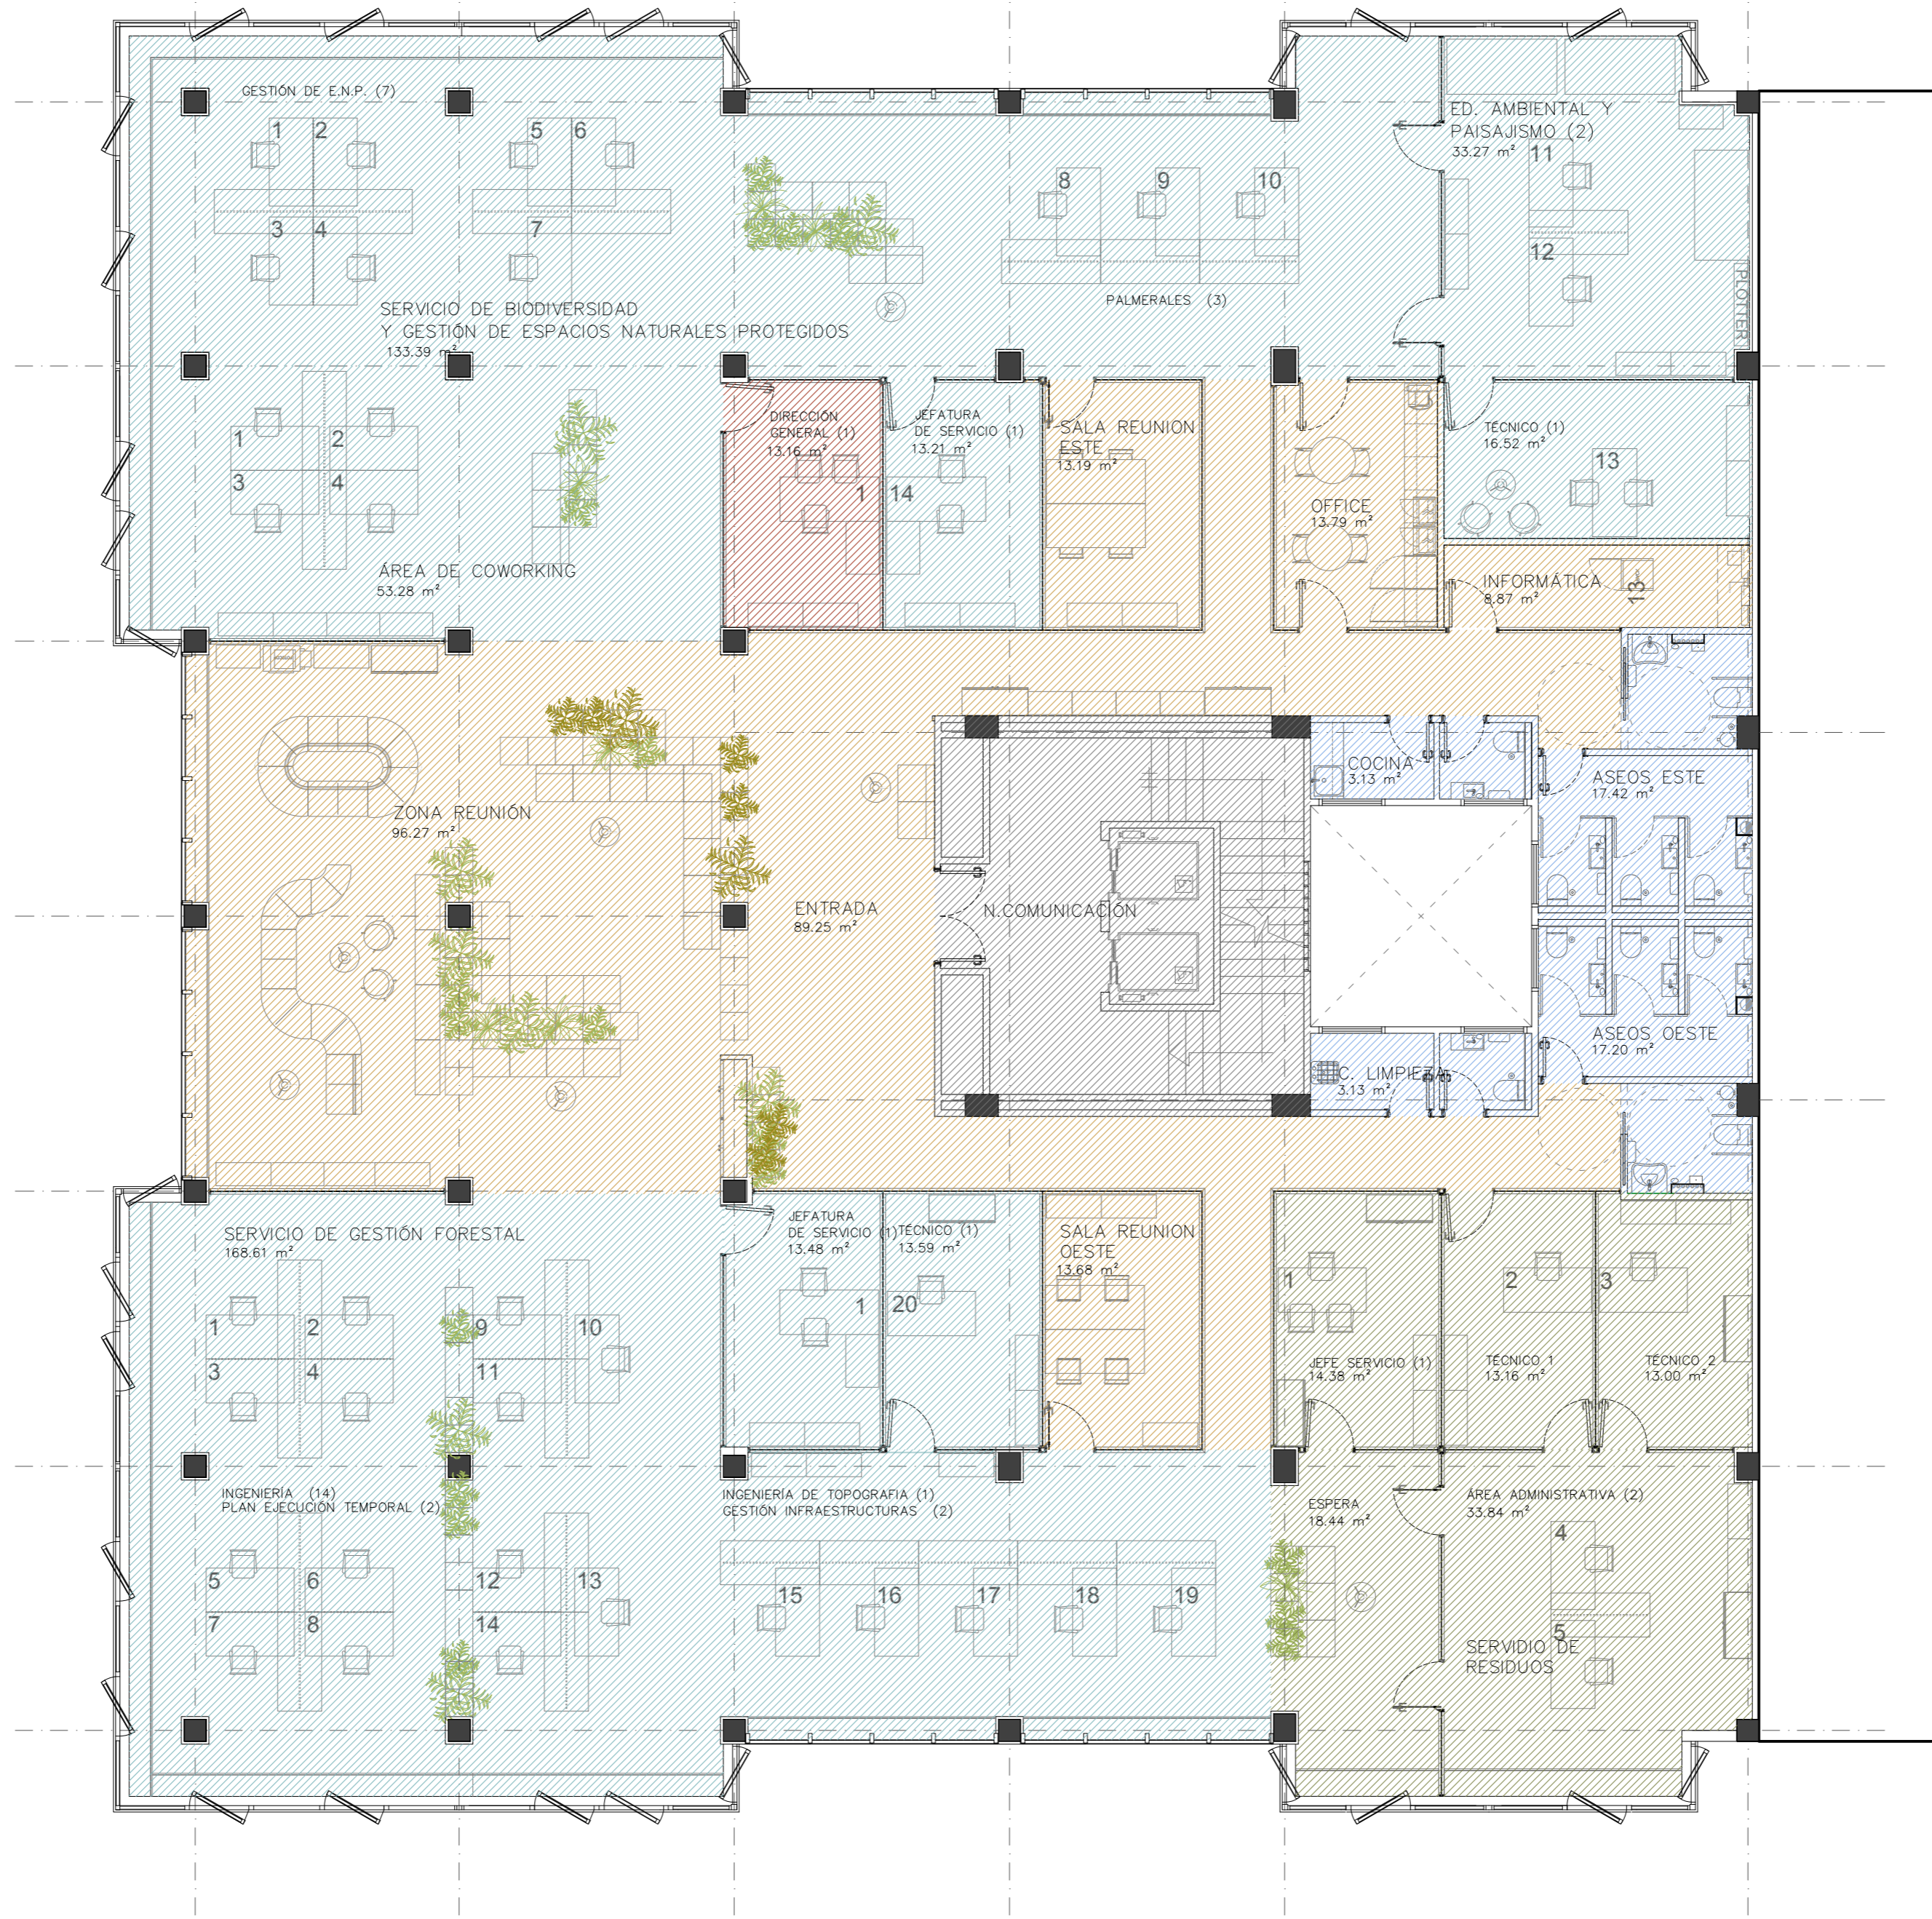 GESTIÓN DE E.N.P. (7)
1 2
3 4
5 6
7
8 9 10
ED. AMBIENTAL Y
PAISAJISMO (2)
33.27 m²
11
12
PLOTTER
PALMERALES (3)
SERVICIO DE BIODIVERSIDAD
Y GESTIÓN DE ESPACIOS NATURALES PROTEGIDOS
133.39 m²
1 2
3 4
ÁREA DE COWORKING
53.28 m²
DIRECCIÓN
GENERAL (1)
13.16 m²
1
JEFATURA
DE SERVICIO (1)
13.21 m²
14
SALA REUNION
ESTE
13.19 m²
OFFICE
13.79 m²
TÉCNICO (1)
16.52 m²
13
INFORMÁTICA
8.87 m²
13
ZONA REUNIÓN
96.27 m²
ENTRADA
89.25 m²
N.COMUNICACIÓN
COCINA
3.13 m²
ASEOS ESTE
17.42 m²
ASEOS OESTE
17.20 m²
C. LIMPIEZA
3.13 m²
SERVICIO DE GESTIÓN FORESTAL
168.61 m²
1 2
3 4
9 10
11
INGENIERÍA (14)
PLAN EJECUCIÓN TEMPORAL (2)
5 6
7 8
12 13
14
JEFATURA
DE SERVICIO (1)
13.48 m²
1
TÉCNICO (1)
13.59 m²
20
SALA REUNION
OESTE
13.68 m²
INGENIERÍA DE TOPOGRAFIA (1)
GESTIÓN INFRAESTRUCTURAS (2)
15 16 17 18 19
1
JEFE SERVICIO (1)
14.38 m²
2
TÉCNICO 1
13.16 m²
3
TÉCNICO 2
13.00 m²
ESPERA
18.44 m²
ÁREA ADMINISTRATIVA (2)
33.84 m²
4
5
SERVIDIO DE
RESIDUOS